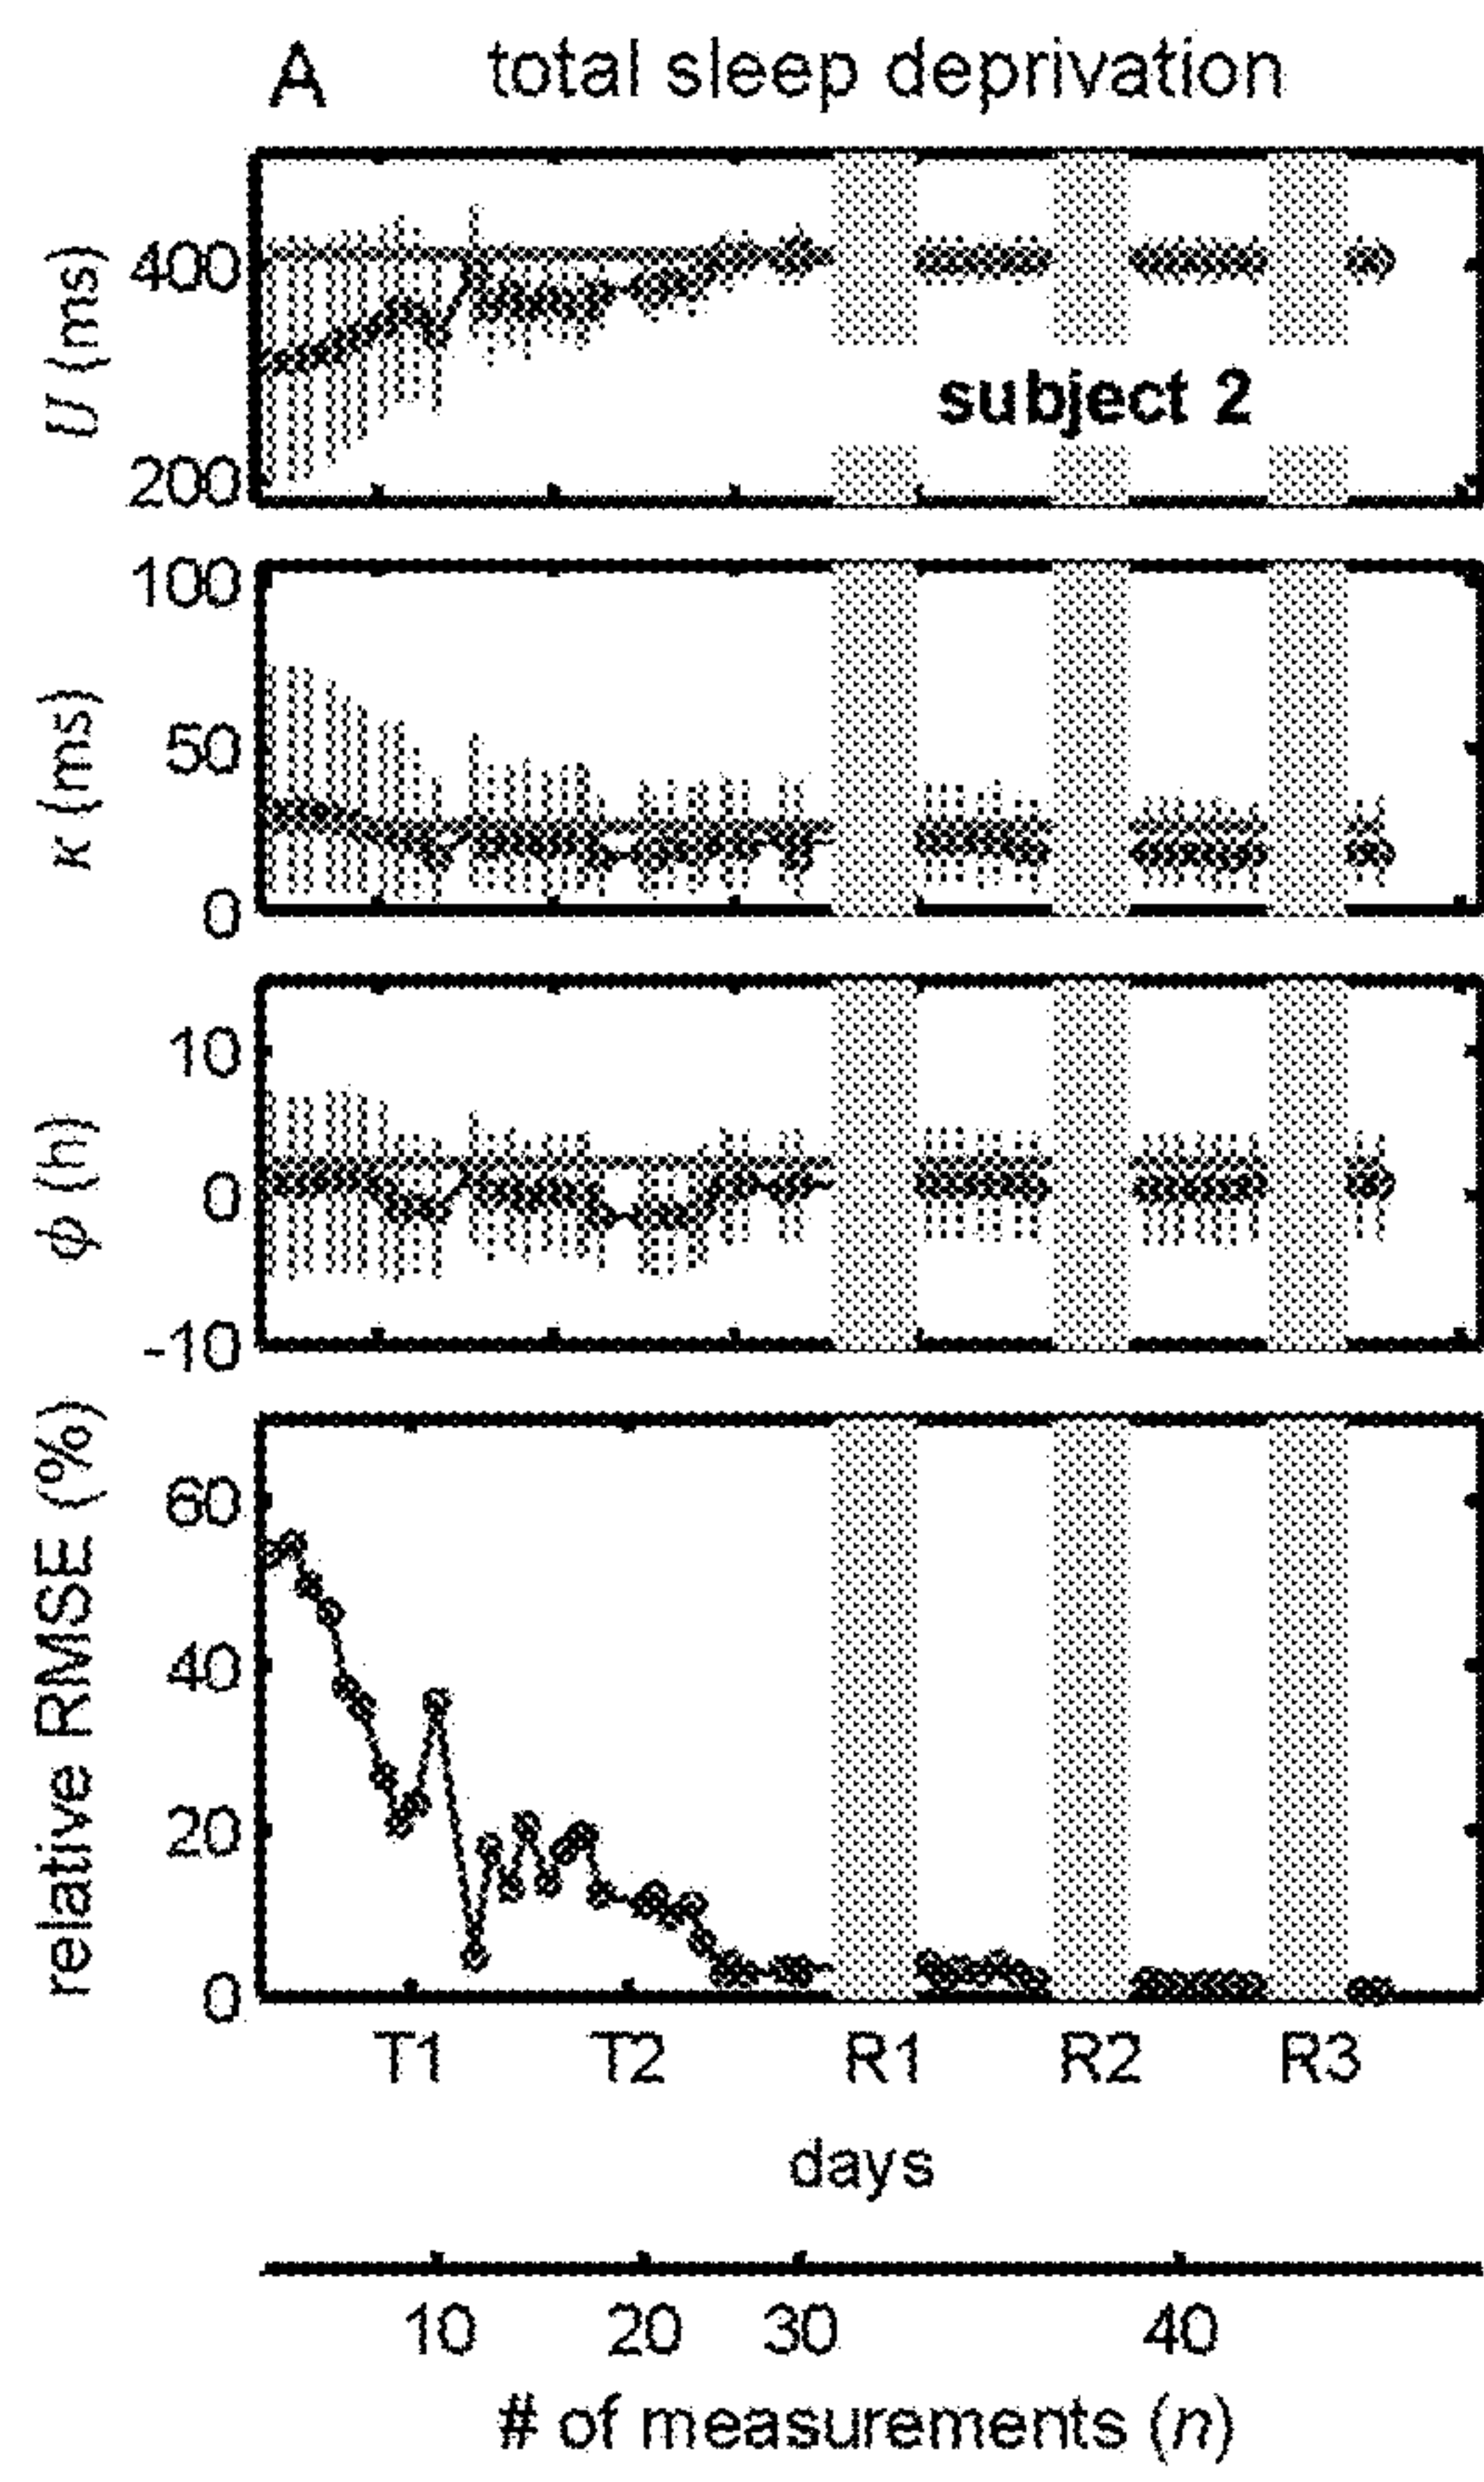 A total sleep deprivation
U (ms)
400
200
subject 2
κ (ms)
100
50
0
ϕ (h)
10
0
-10
relative RMSE (%)
60
40
20
0
T1 T2 R1 R2 R3
days
10 20 30 40
# of measurements (n)